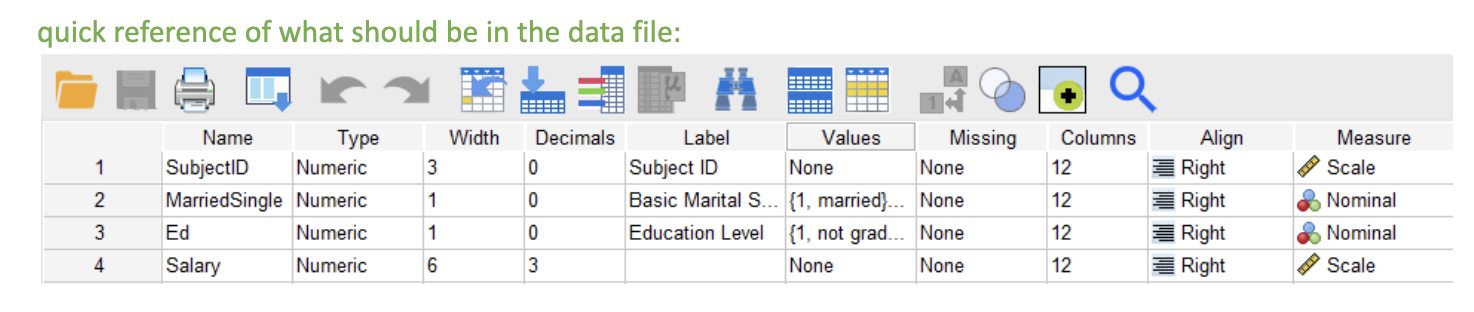 quick reference of what should be in the data file:
Name Type Width Decimals Label Values Missing Columns Align Measure
1 SubjectID Numeric 3 0 Subject ID None None 12 Right Scale
2 MarriedSingle Numeric 1 0 Basic Marital S... {1, married}... None 12 Right Nominal
3 Ed Numeric 1 0 Education Level {1, not grad... None 12 Right Nominal
4 Salary Numeric 6 3 None None 12 Right Scale